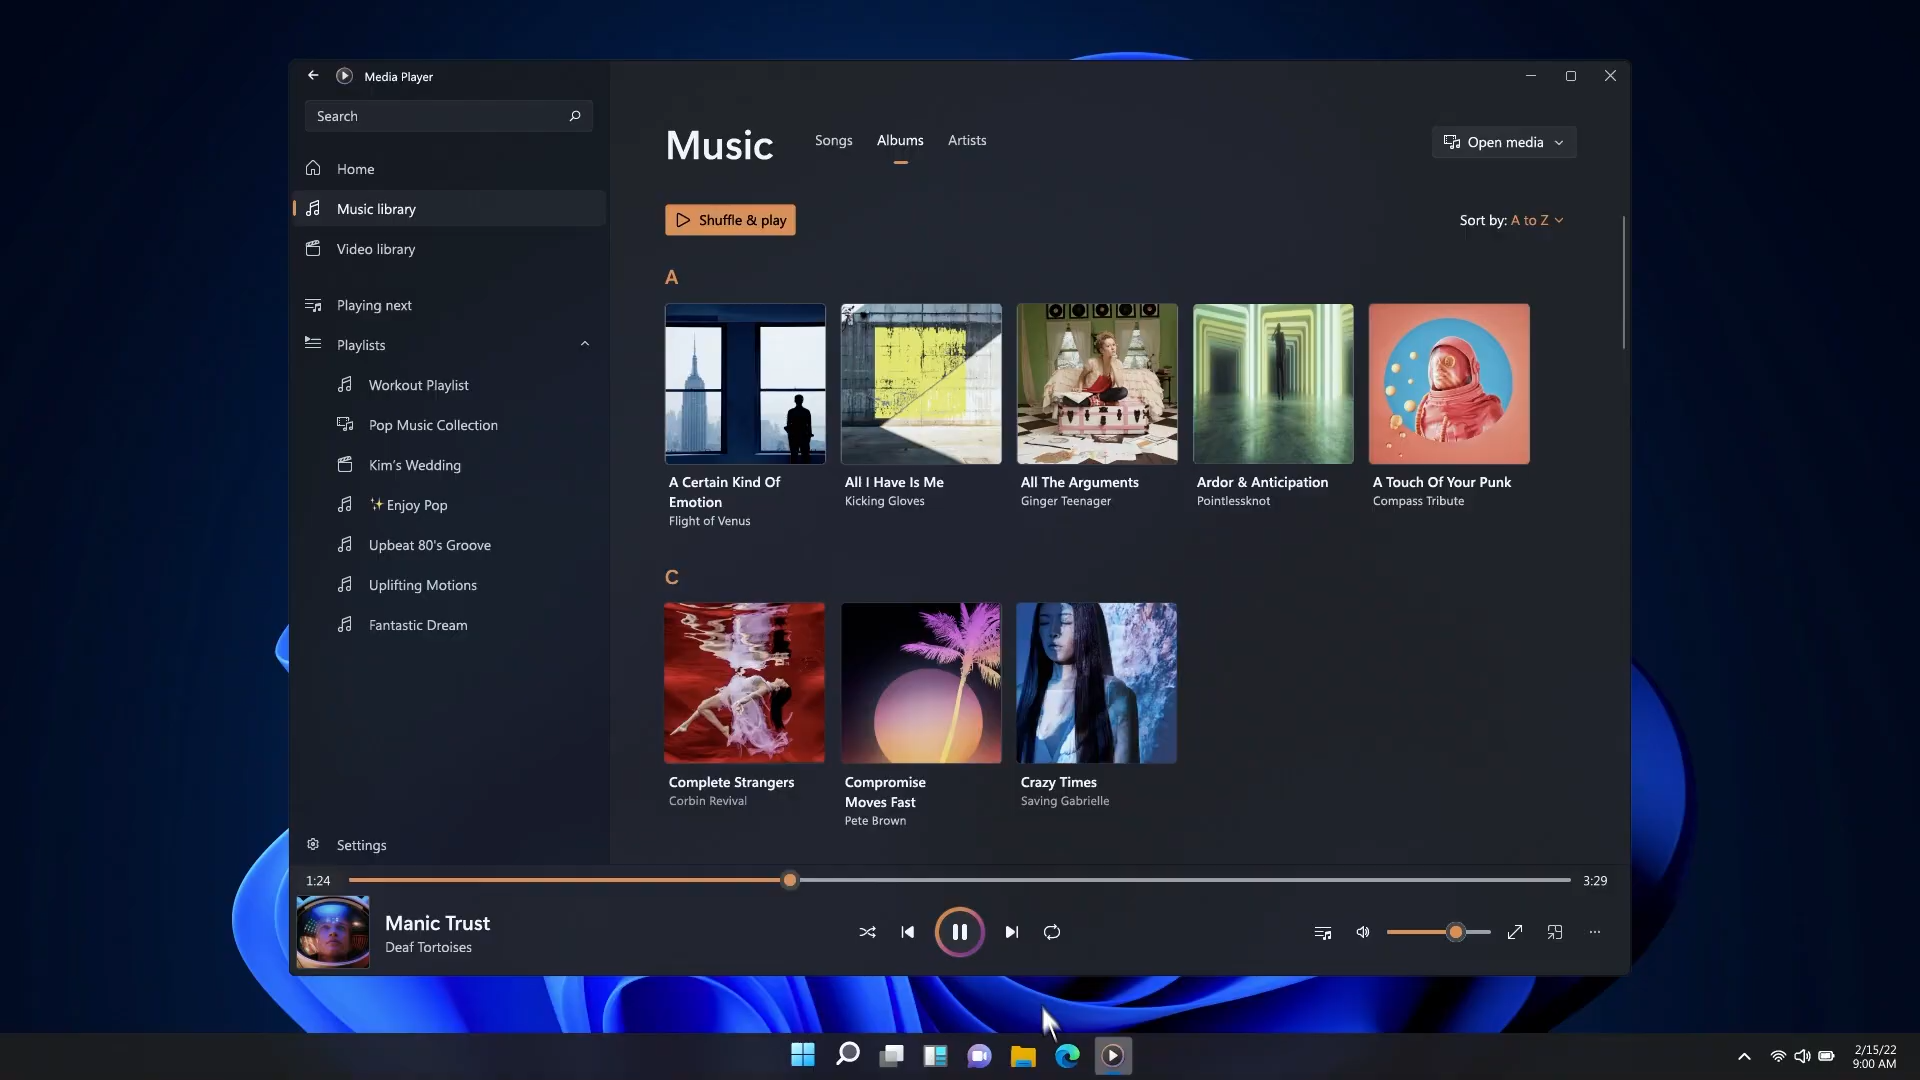 Media Player
Search
Home
Music library
Video library
Playing next
Playlists
Workout Playlist
Pop Music Collection
Kim's Wedding
✨Enjoy Pop
Upbeat 80's Groove
Uplifting Motions
Fantastic Dream
Settings
Music
Songs
Albums
Artists
Open media
Shuffle & play
Sort by: A to Z
A
A Certain Kind Of
Emotion
Flight of Venus
All I Have Is Me
Kicking Gloves
All The Arguments
Ginger Teenager
Ardor & Anticipation
Pointlessknot
A Touch Of Your Punk
Compass Tribute
C
Complete Strangers
Corbin Revival
Compromise
Moves Fast
Pete Brown
Crazy Times
Saving Gabrielle
1:24
3:29
Manic Trust
Deaf Tortoises
2/15/22
9:00 AM